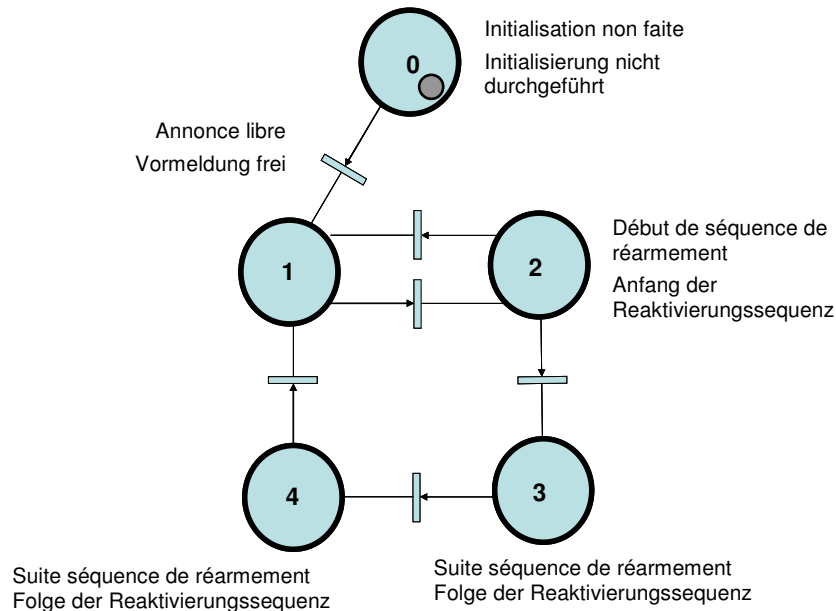 Initialisation non faite
0
Initialisierung nicht
durchgeführt
Annonce libre
Vormeldung frei
1
2
Début de séquence de
réarmement
Anfang der
Reaktivierungssequenz
4
3
Suite séquence de réarmement
Folge der Reaktivierungssequenz
Suite séquence de réarmement
Folge der Reaktivierungssequenz